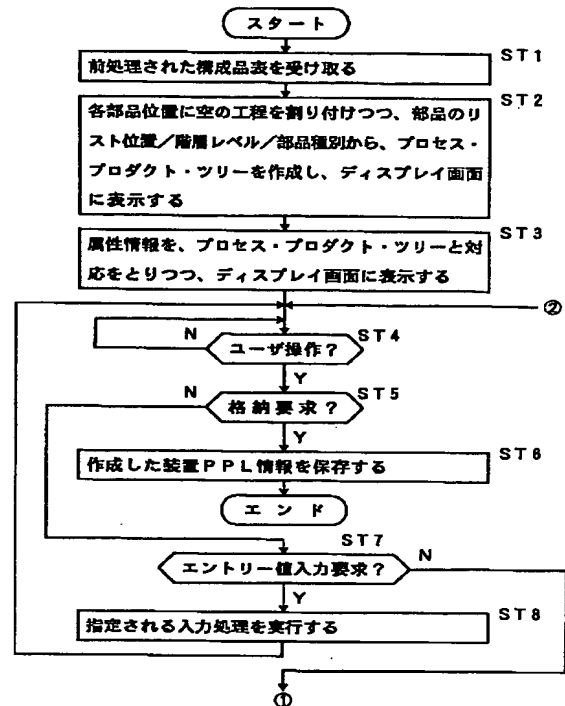 スタート
ST1
前処理された構成品表を受け取る
ST2
各部品位置に空の工程を割り付けつつ、部品のリ
スト位置／階層レベル／部品種別から、プロセス・
プロダクト・ツリーを作成し、ディスプレイ画面
に表示する
ST3
属性情報を、プロセス・プロダクト・ツリーと対
応をとりつつ、ディスプレイ画面に表示する
②
N
ST4
ユーザ操作？
Y
N
ST5
格納要求？
Y
ST6
作成した装置ＰＰＬ情報を保存する
エンド
ST7
N
エントリー値入力要求？
Y
ST8
指定される入力処理を実行する
①